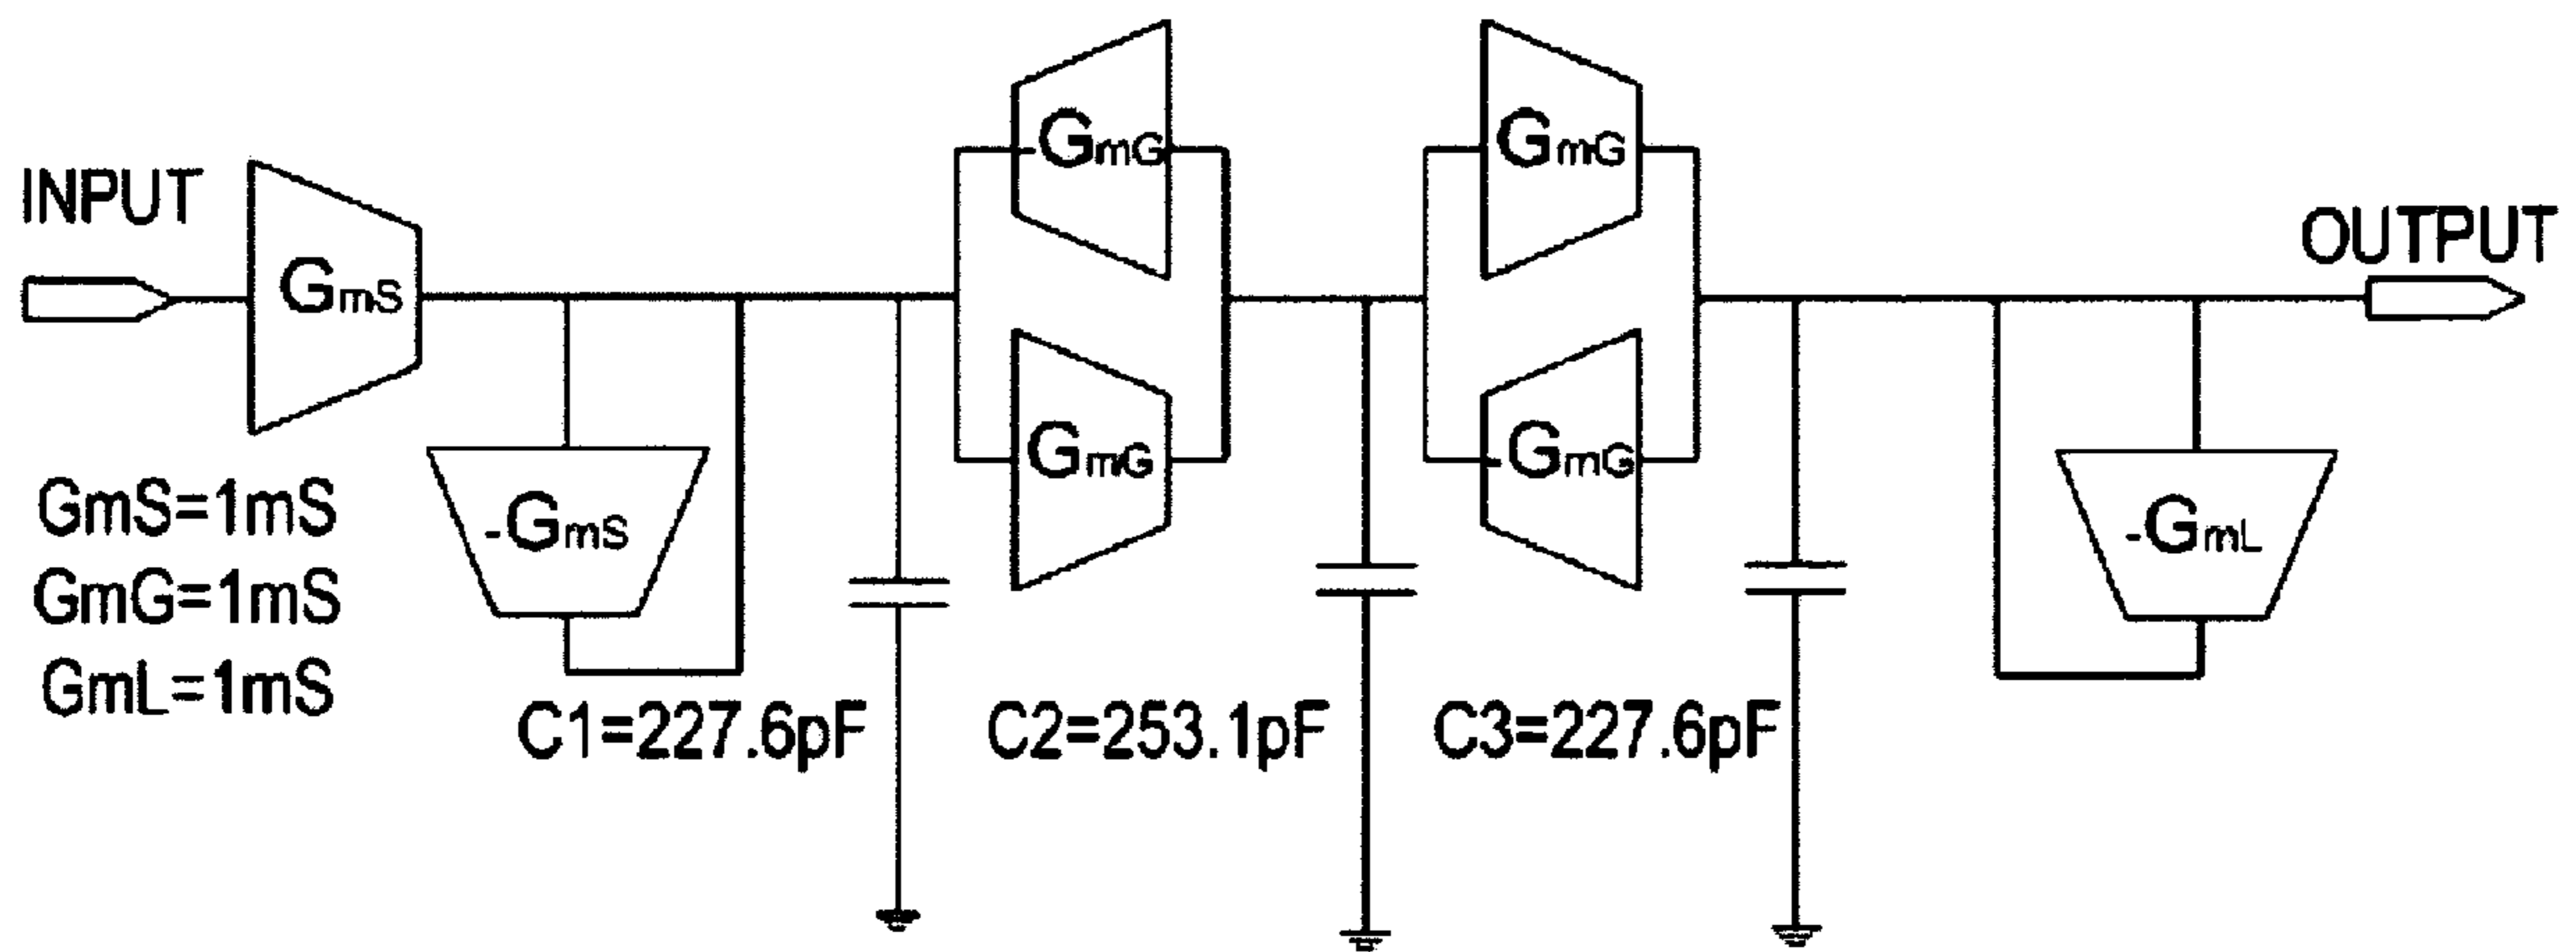 INPUT
GmS
-GmS
-GmG
GmG
GmG
-GmG
OUTPUT
-GmL
GmS=1mS
GmG=1mS
GmL=1mS
C1=227.6pF
C2=253.1pF
C3=227.6pF